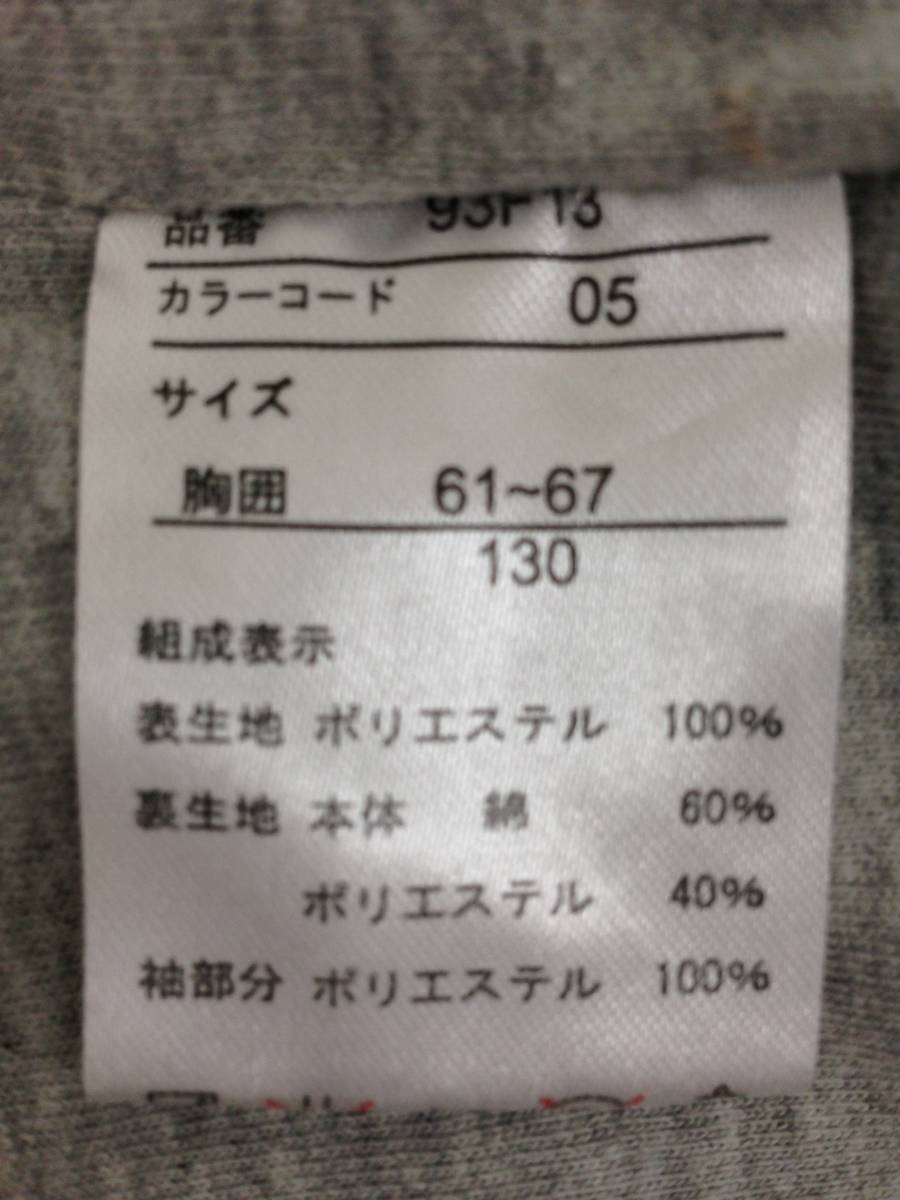 品番 93F13
カラーコード 05
サイズ
胸囲 61~67
130
組成表示
表生地 ポリエステル 100%
裏生地 本体 綿 60%
ポリエステル 40%
袖部分 ポリエステル 100%